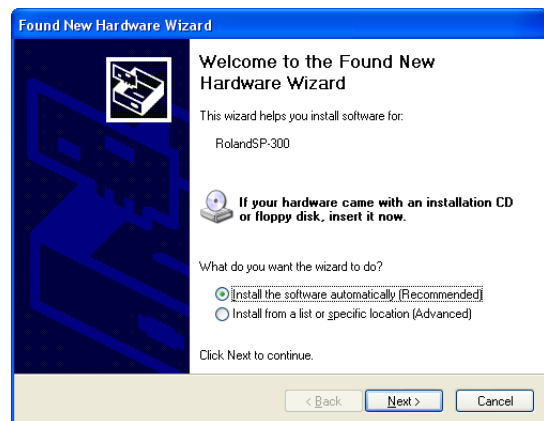 Found New Hardware Wizard
Welcome to the Found New
Hardware Wizard
This wizard helps you install software for:
RolandSP-300
If your hardware came with an installation CD
or floppy disk, insert it now.
What do you want the wizard to do?
Install the software automatically (Recommended)
Install from a list or specific location (Advanced)
Click Next to continue.
< Back Next > Cancel